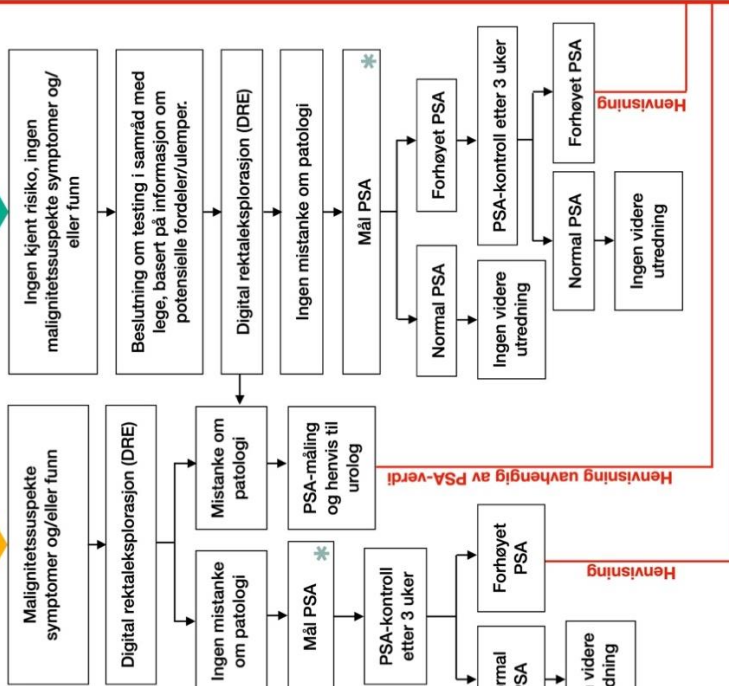 Malignitetssuspekte
symptomer og/eller funn
Digital rektaleksplorasjon (DRE)
Ingen mistanke
om patologi
Mål PSA
*
PSA-kontroll
etter 3 uker
Forhøyet
PSA
Henvisning
videre
Mistanke om
patologi
PSA-måling
og henvis til
urolog
Henvisning uavhengig av PSA-verdi
Ingen kjent risiko, ingen
malignitetssuspekte symptomer og/
eller funn
Beslutning om testing i samråd med
lege, basert på informasjon om
potensielle fordeler/ulemper.
Digital rektaleksplorasjon (DRE)
Ingen mistanke om patologi
Mål PSA
*
Normal PSA
Ingen videre
utredning
Forhøyet PSA
PSA-kontroll etter 3 uker
Normal PSA
Ingen videre
utredning
Forhøyet PSA
Henvisning